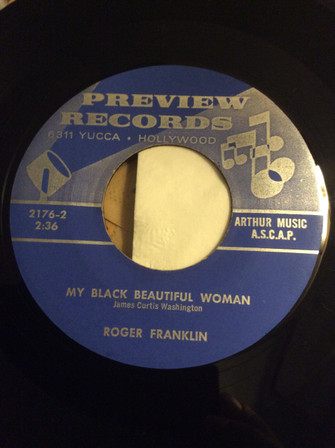 PREVIEW
RECORDS
6311 YUCCA • HOLLYWOOD
2176-2
2:36
ARTHUR MUSIC
A.S.C.A.P.
MY BLACK BEAUTIFUL WOMAN
James Curtis Washington
ROGER FRANKLIN